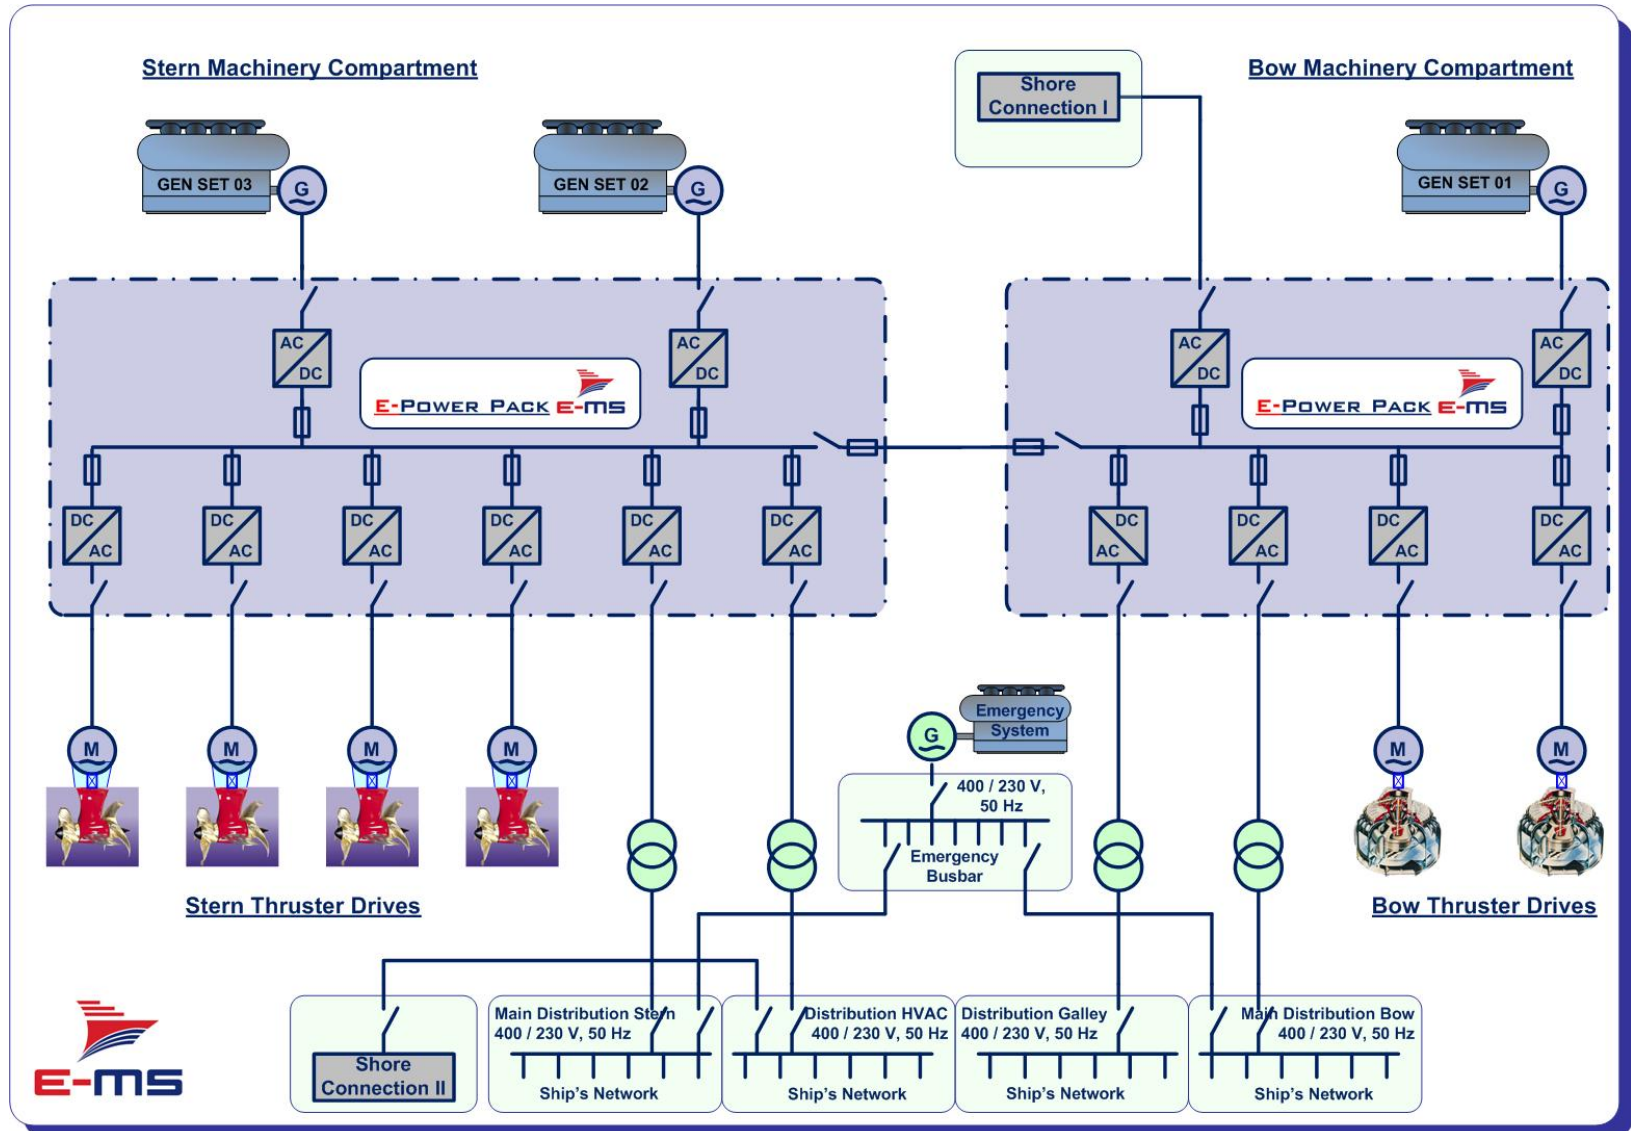 Stern Machinery Compartment
Bow Machinery Compartment
Shore
Connection I
GEN SET 03
G
GEN SET 02
G
GEN SET 01
G
AC
DC
AC
DC
AC
DC
AC
DC
E-Power Pack E-MS
E-Power Pack E-MS
DC
AC
DC
AC
DC
AC
DC
AC
DC
AC
DC
AC
DC
AC
DC
AC
DC
AC
DC
AC
M
M
M
M
G
Emergency
System
M
M
400 / 230 V,
50 Hz
Emergency
Busbar
Stern Thruster Drives
Bow Thruster Drives
E-MS
Shore
Connection II
Main Distribution Stern
400 / 230 V, 50 Hz
Ship's Network
Distribution HVAC
400 / 230 V, 50 Hz
Ship's Network
Distribution Galley
400 / 230 V, 50 Hz
Ship's Network
Main Distribution Bow
400 / 230 V, 50 Hz
Ship's Network